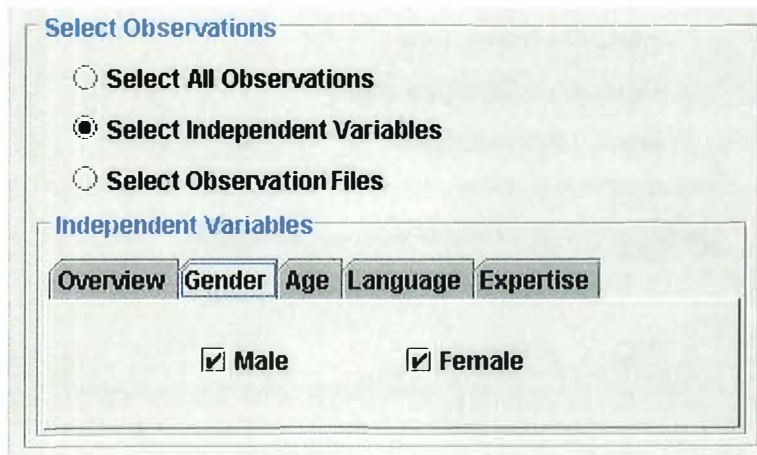 Select Observations
Select All Observations
Select Independent Variables
Select Observation Files
Independent Variables
Overview Gender Age Language Expertise
Male Female